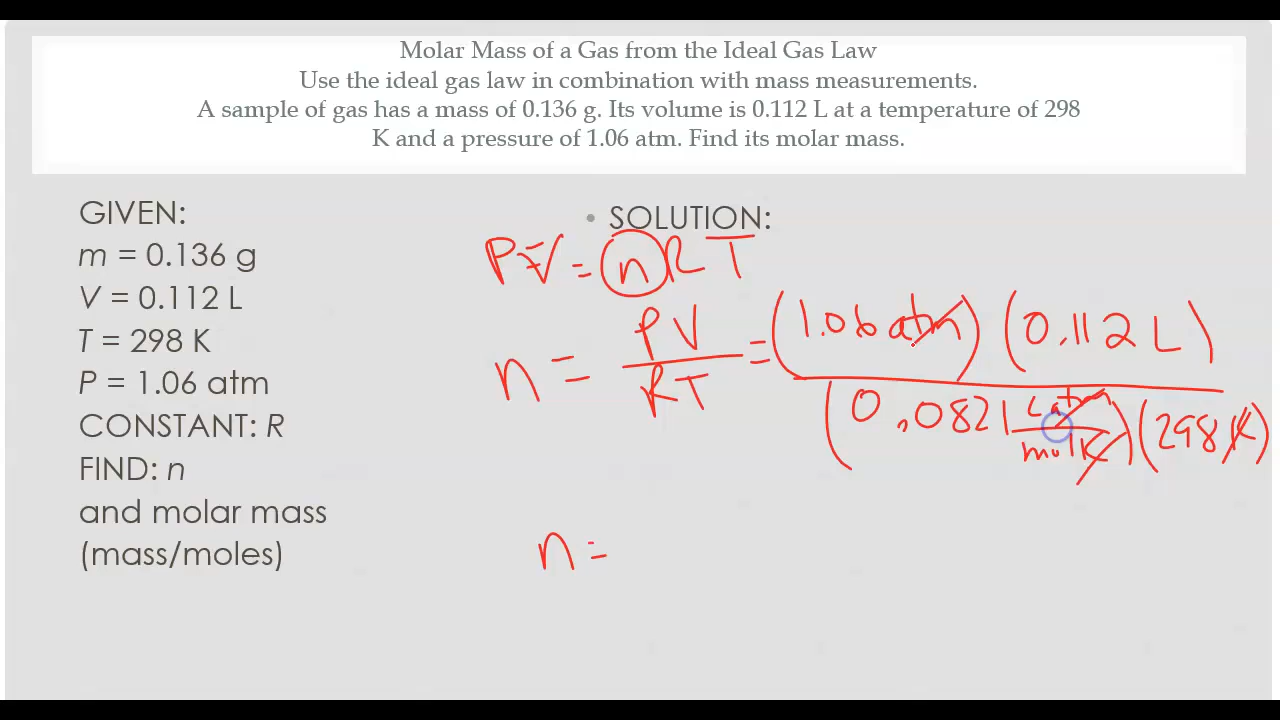 Molar Mass of a Gas from the Ideal Gas Law
Use the ideal gas law in combination with mass measurements.
A sample of gas has a mass of 0.136 g. Its volume is 0.112 L at a temperature of 298
K and a pressure of 1.06 atm. Find its molar mass.
GIVEN:
m = 0.136 g
V = 0.112 L
T = 298 K
P = 1.06 atm
CONSTANT: R
FIND: n
and molar mass
(mass/moles)
• SOLUTION:
PV = nRT
n = PV/RT = (1.06 atm)(0.112 L)
(0.0821 L atm/mol K)(298 K)
n =